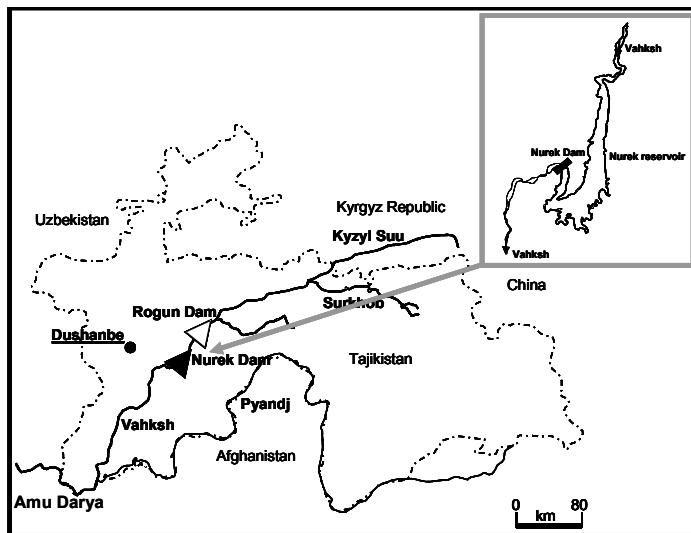 Vahksh
Nurek Dam
Nurek reservoir
Vahksh
Uzbekistan
Kyrgyz Republic
Kyzyl Suu
China
Surkhob
Rogun Dam
Dushanbe
Nurek Dam
Tajikistan
Pyandj
Vahksh
Afghanistan
Amu Darya
0 80
km